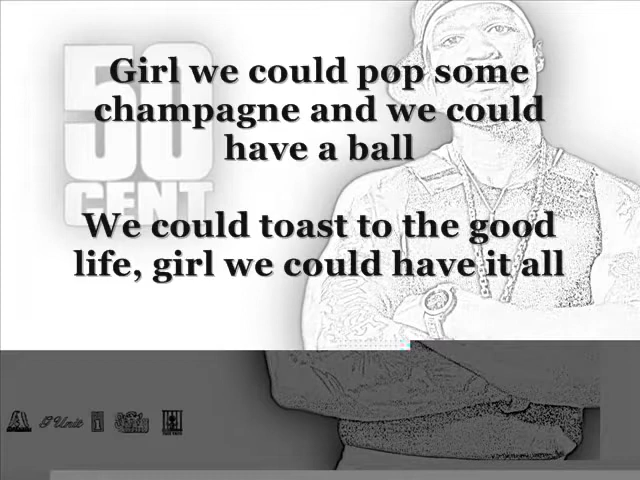 50
CENT
Girl we could pop some
champagne and we could
have a ball
We could toast to the good
life, girl we could have it all
G Unit